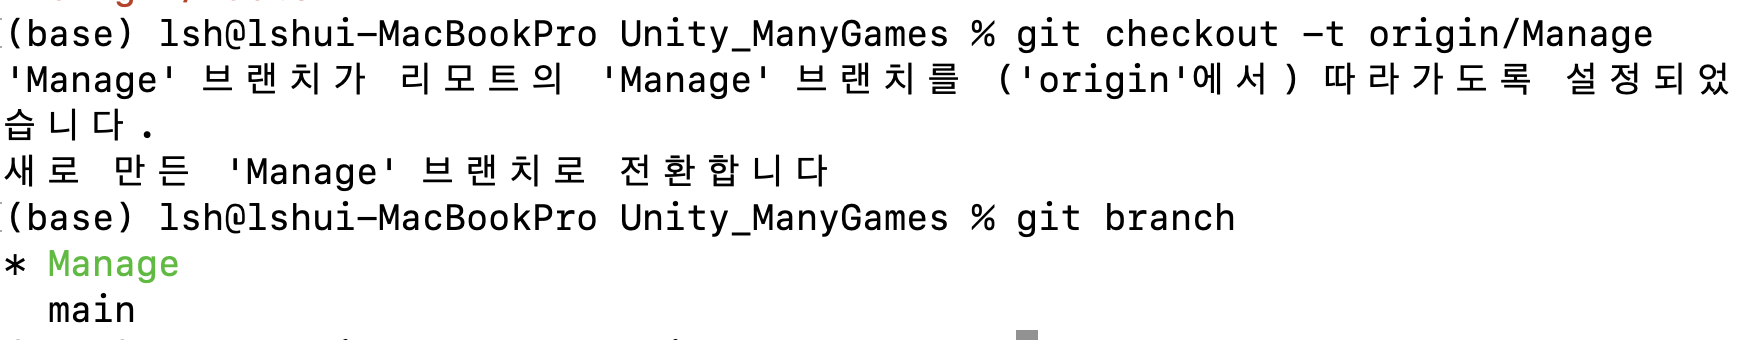 (base) lsh@lshui-MacBookPro Unity_ManyGames % git checkout -t origin/Manage
'Manage' 브랜치가 리모트의 'Manage' 브랜치를 ('origin'에서) 따라가도록 설정되었
습니다.
새로 만든 'Manage' 브랜치로 전환합니다
(base) lsh@lshui-MacBookPro Unity_ManyGames % git branch
* Manage
  main